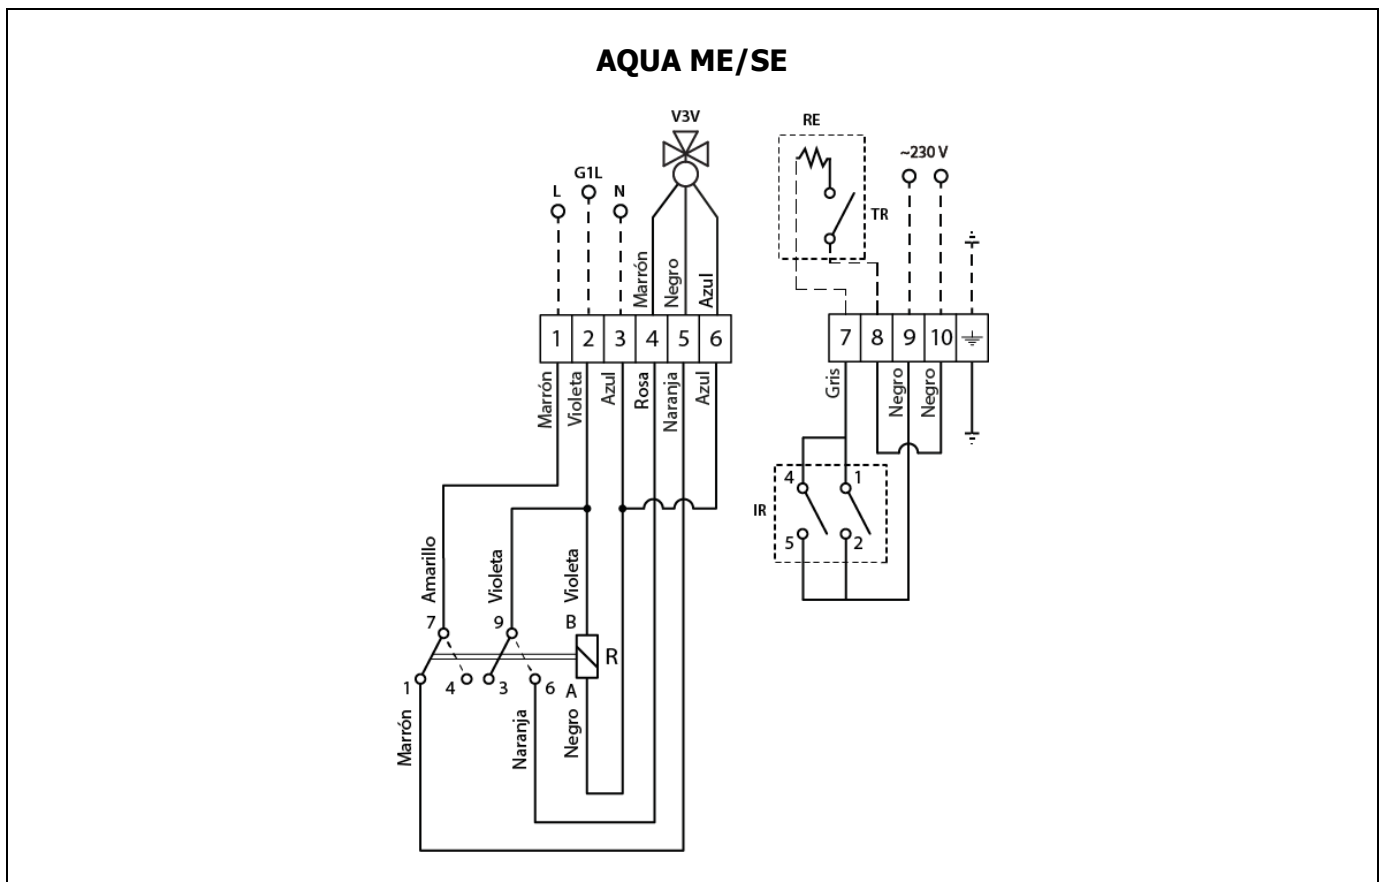 AQUA ME/SE
V3V
RE
~230 V
G1L
L
N
TR
Marrón
Negro
Azul
1 2 3 4 5 6
7 8 9 10
Marrón
Violeta
Azul
Rosa
Naranja
Azul
Gris
Negro
Negro
4 1
IR
5 2
Amarillo
Violeta
Violeta
7 9 B
R
1 4 3 6 A
Marrón
Naranja
Negro